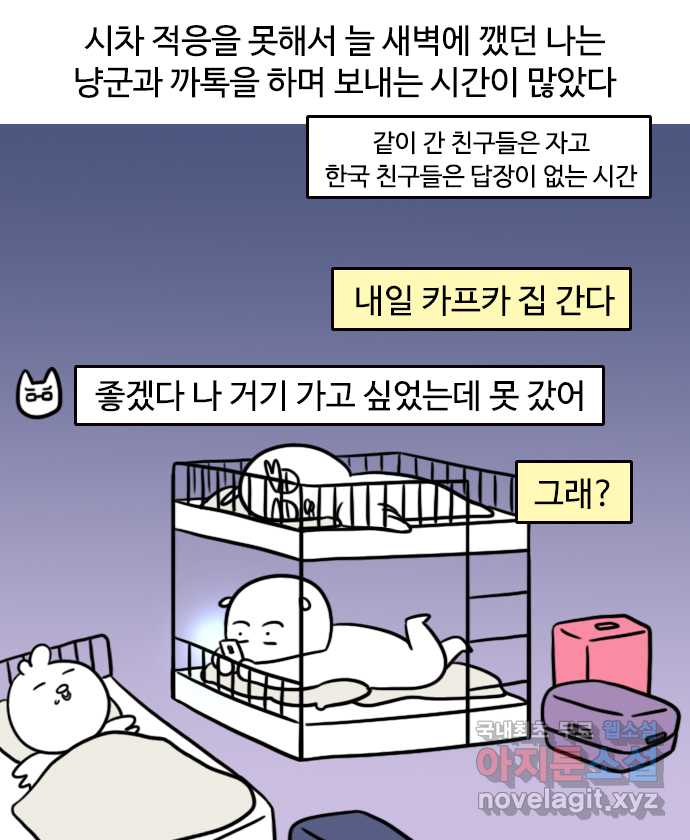 시차 적응을 못해서 늘 새벽에 깼던 나는
냥군과 까톡을 하며 보내는 시간이 많았다
같이 간 친구들은 자고
한국 친구들은 답장이 없는 시간
내일 카프카 집 간다
좋겠다 나 거기 가고 싶었는데 못 갔어
그래?
국내최초 무료 웹소설
아지툰소설
novelagit.xyz